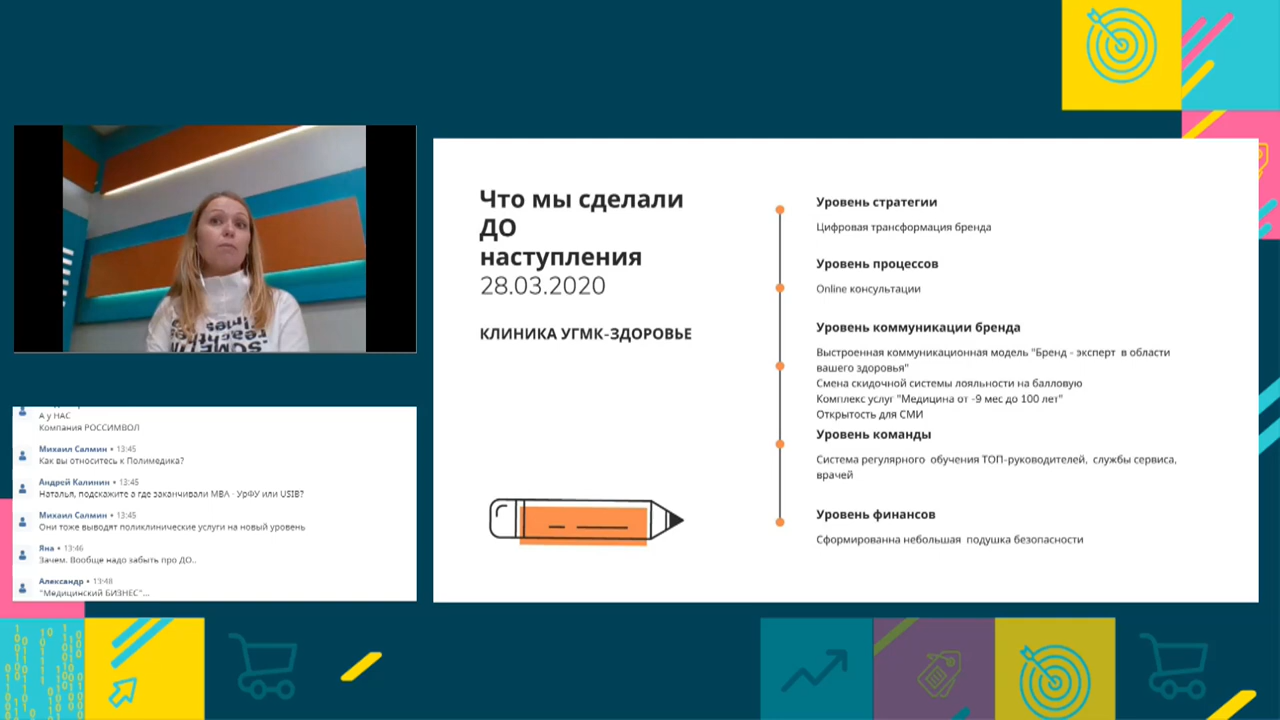 Что мы сделали
ДО
наступления
28.03.2020
КЛИНИКА УГМК-ЗДОРОВЬЕ
Уровень стратегии
Цифровая трансформация бренда
Уровень процессов
Online консультации
Уровень коммуникации бренда
Выстроенная коммуникационная модель "Бренд - эксперт в области
вашего здоровья"
Смена скидочной системы лояльности на балловую
Комплекс услуг "Медицина от -9 мес до 100 лет"
Открытость для СМИ
Уровень команды
Система регулярного обучения ТОП-руководителей, службы сервиса,
врачей
Уровень финансов
Сформированна небольшая подушка безопасности
А у НАС
Компания РОССИМВОЛ
Михаил Салмин • 13:45
Как вы относитесь к Полимедика?
Андрей Калинин • 13:45
Наталья, подскажите а где заканчивали MBA - УрФУ или USIB?
Михаил Салмин • 13:45
Они тоже выводят поликлинические услуги на новый уровень
Яна • 13:46
Зачем. Вообще надо забыть про ДО..
Александр • 13:48
"Медицинский БИЗНЕС"...